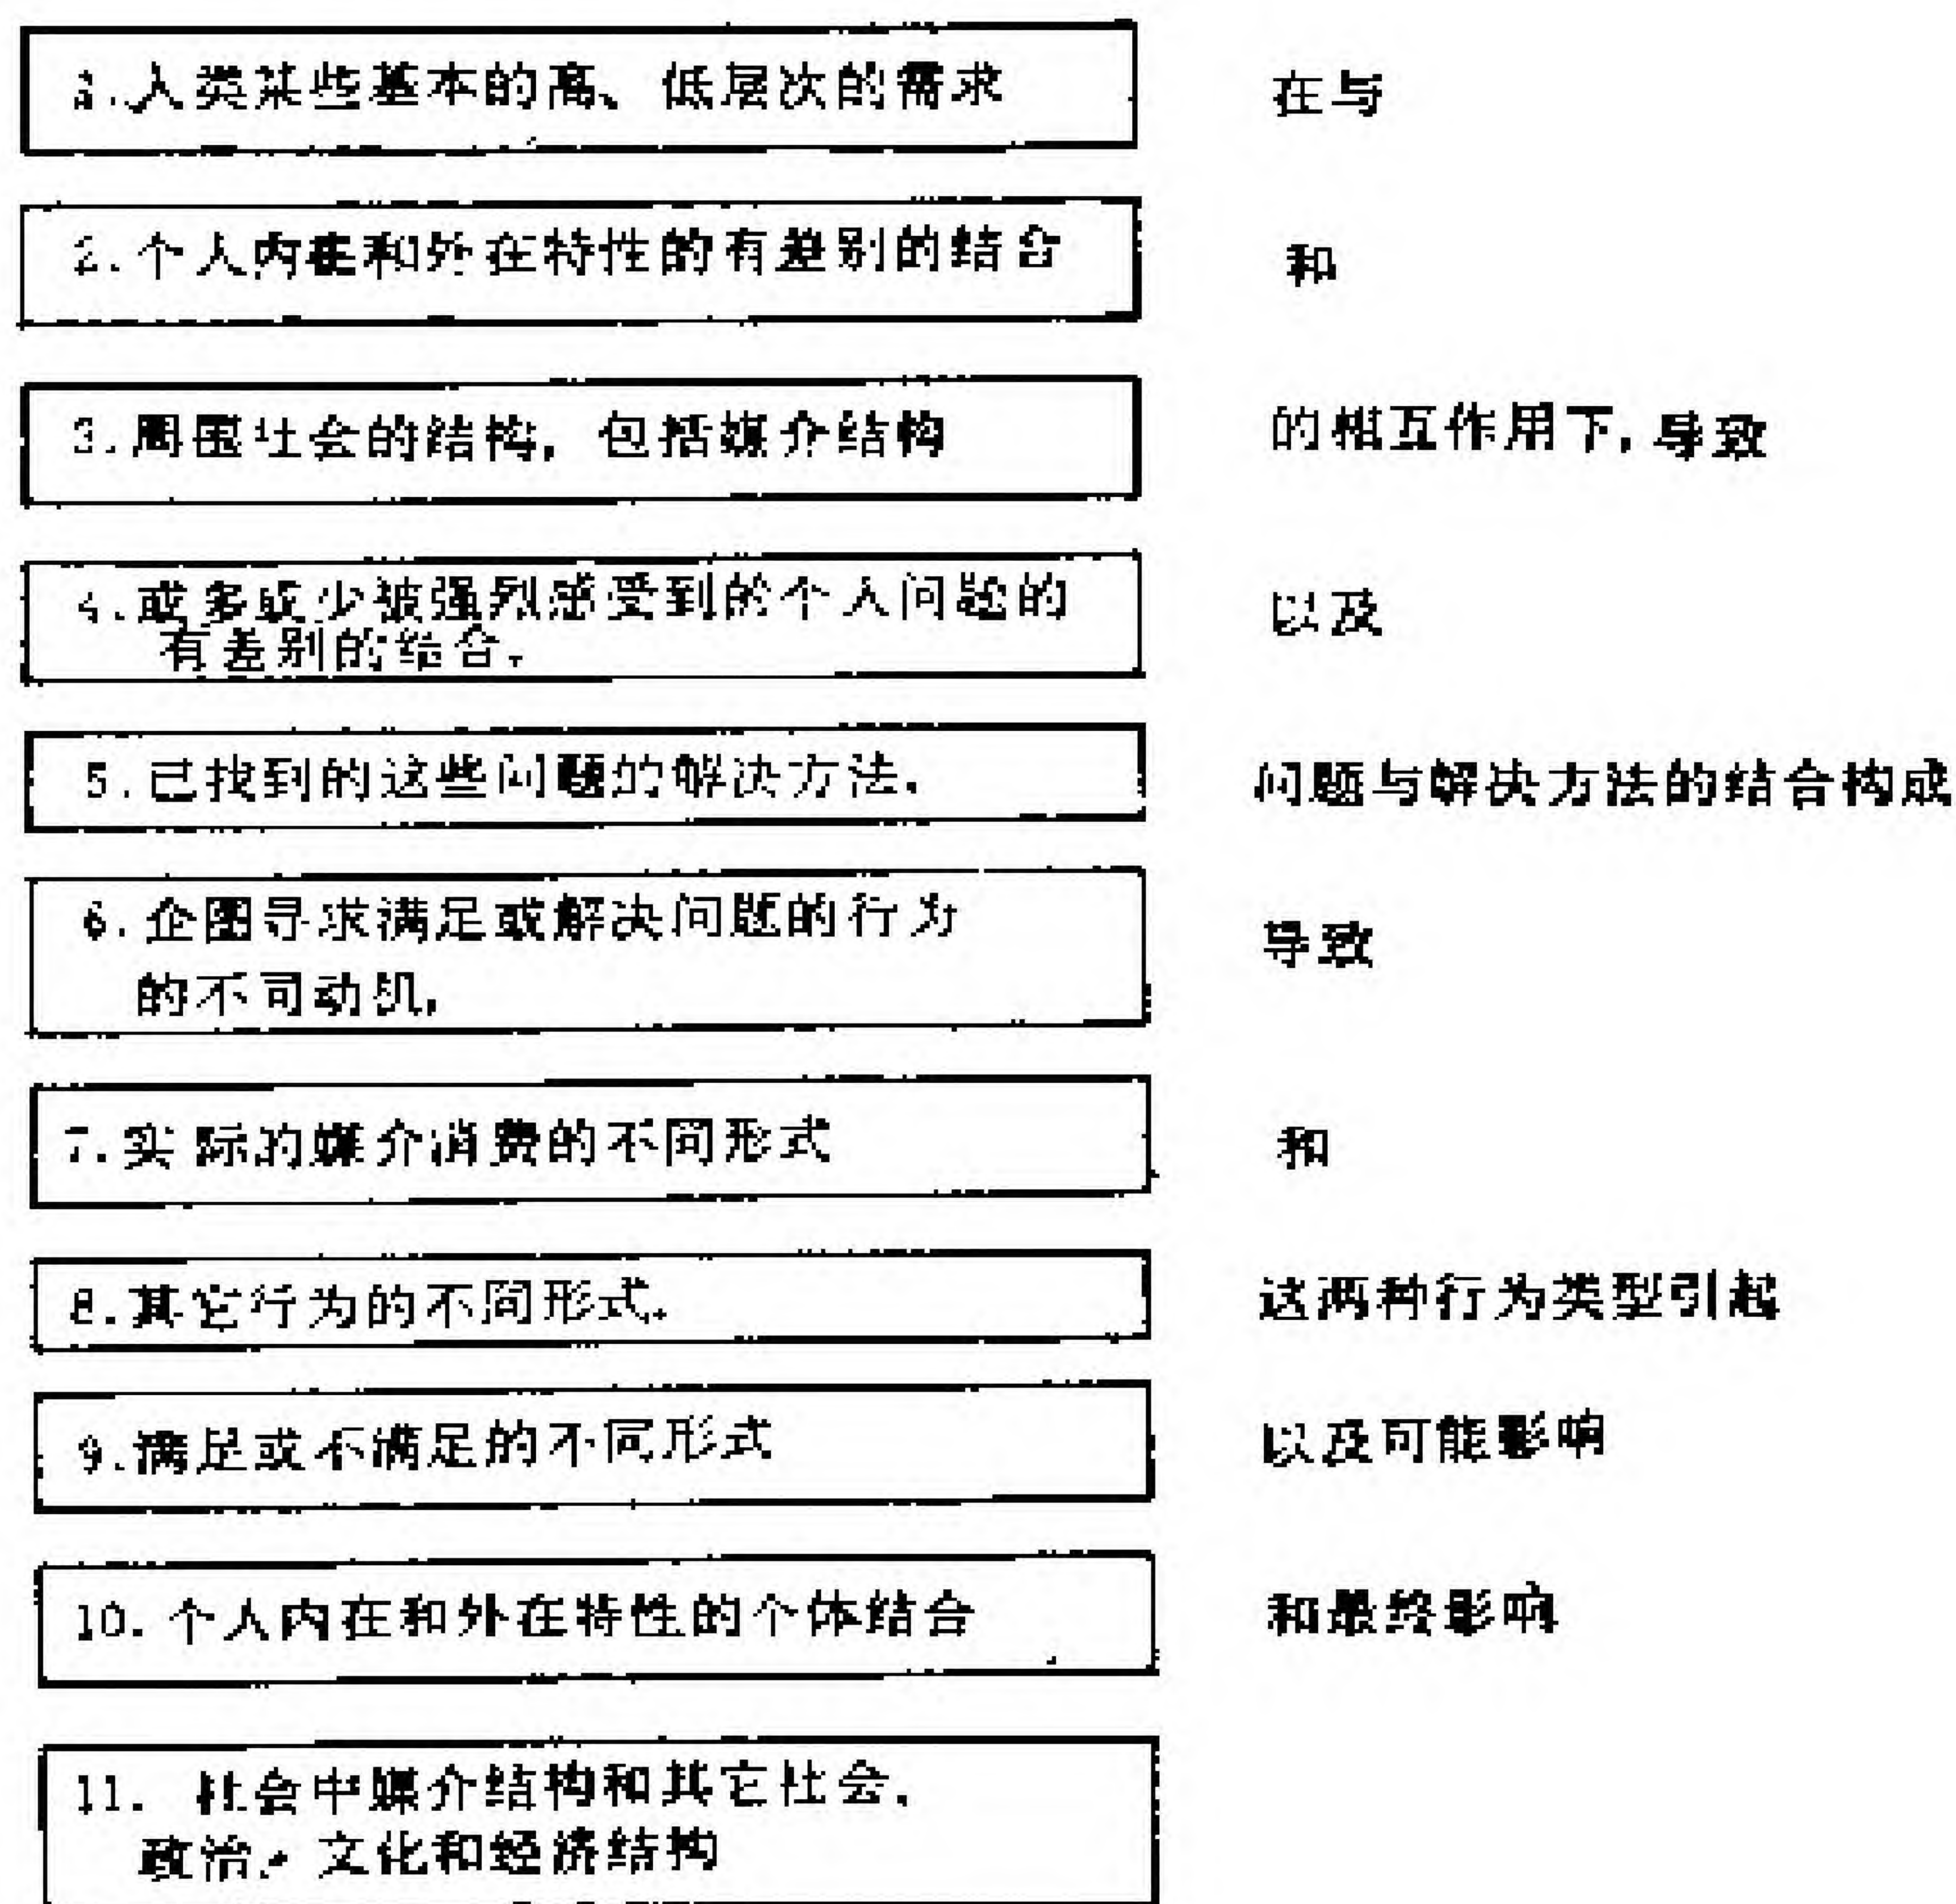 1.人类某些基本的高、低层次的需求
在与
2.个人内在和外在特性的有差别的结合
和
3.周围社会的结构，包括媒介结构
的相互作用下,导致
4.或多或少被强烈感受到的个人问题的
有差别的结合,
以及
5.已找到的这些问题的解决方法,
问题与解决方法的结合构成
6.企图寻求满足或解决问题的行为
的不同动机,
导致
7.实际的媒介消费的不同形式
和
8.其它行为的不同形式.
这两种行为类型引起
9.满足或不满足的不同形式
以及可能影响
10.个人内在和外在特性的个体结合
和最终影响
11. 社会中媒介结构和其它社会,
政治、文化和经济结构